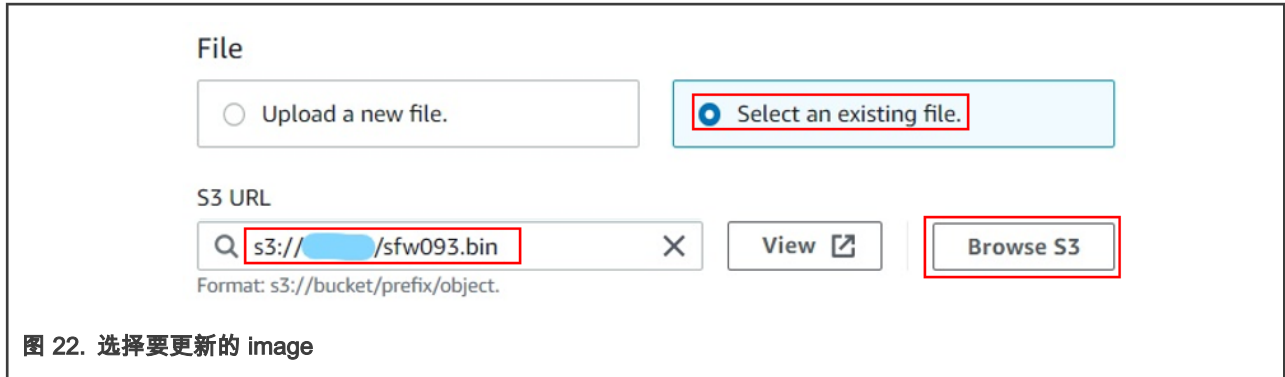 File
Upload a new file.
Select an existing file.
S3 URL
s3:// /sfw093.bin
View
Browse S3
Format: s3://bucket/prefix/object.
图 22. 选择要更新的 image